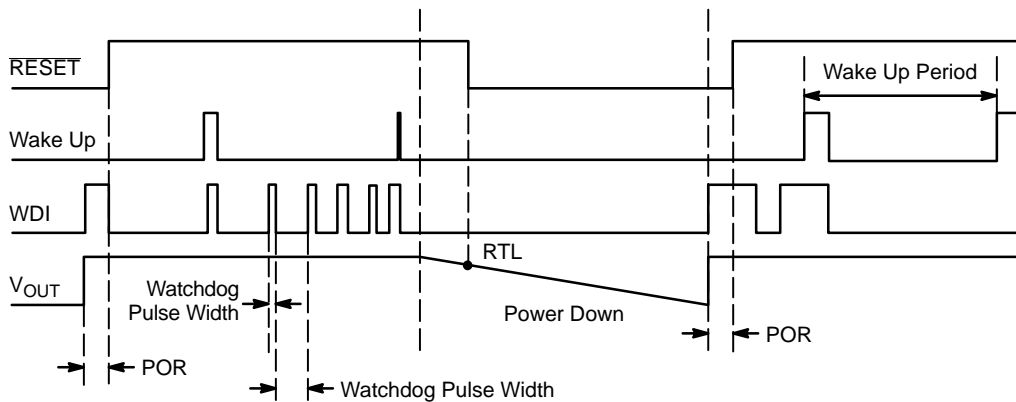 RESET
Wake Up Period
Wake Up
WDI
RTL
VOUT
Watchdog
Pulse Width
Power Down
POR
POR
Watchdog Pulse Width